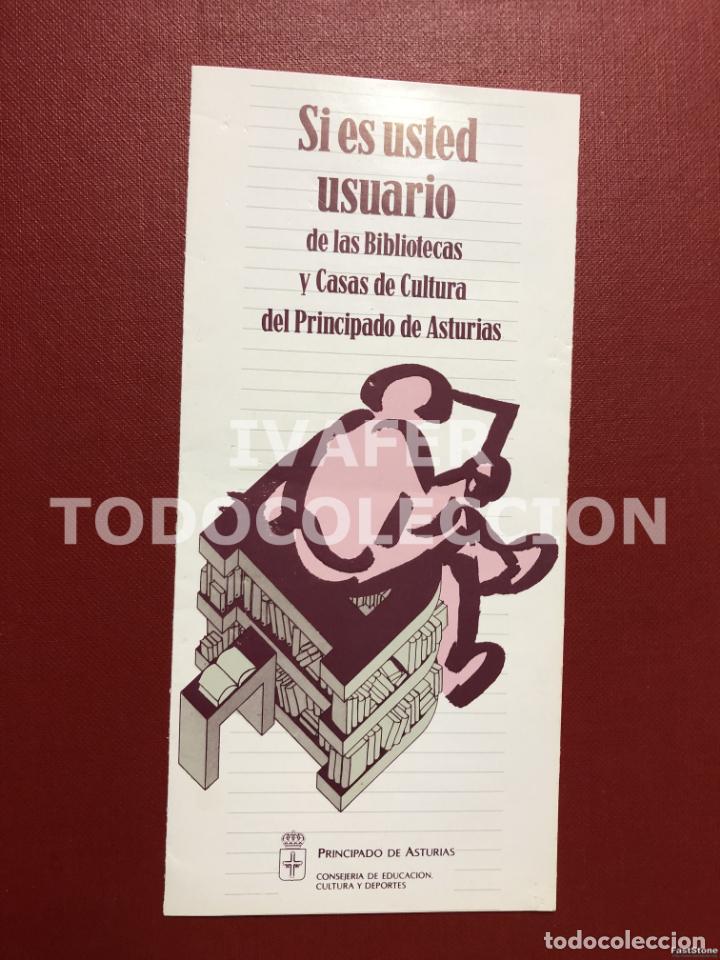 Si es usted
usuario
de las Bibliotecas
y Casas de Cultura
del Principado de Asturias
IVAFER
TODOCOLECCION
PRINCIPADO DE ASTURIAS
CONSEJERIA DE EDUCACION,
CULTURA Y DEPORTES
todocoleccion
FastStone